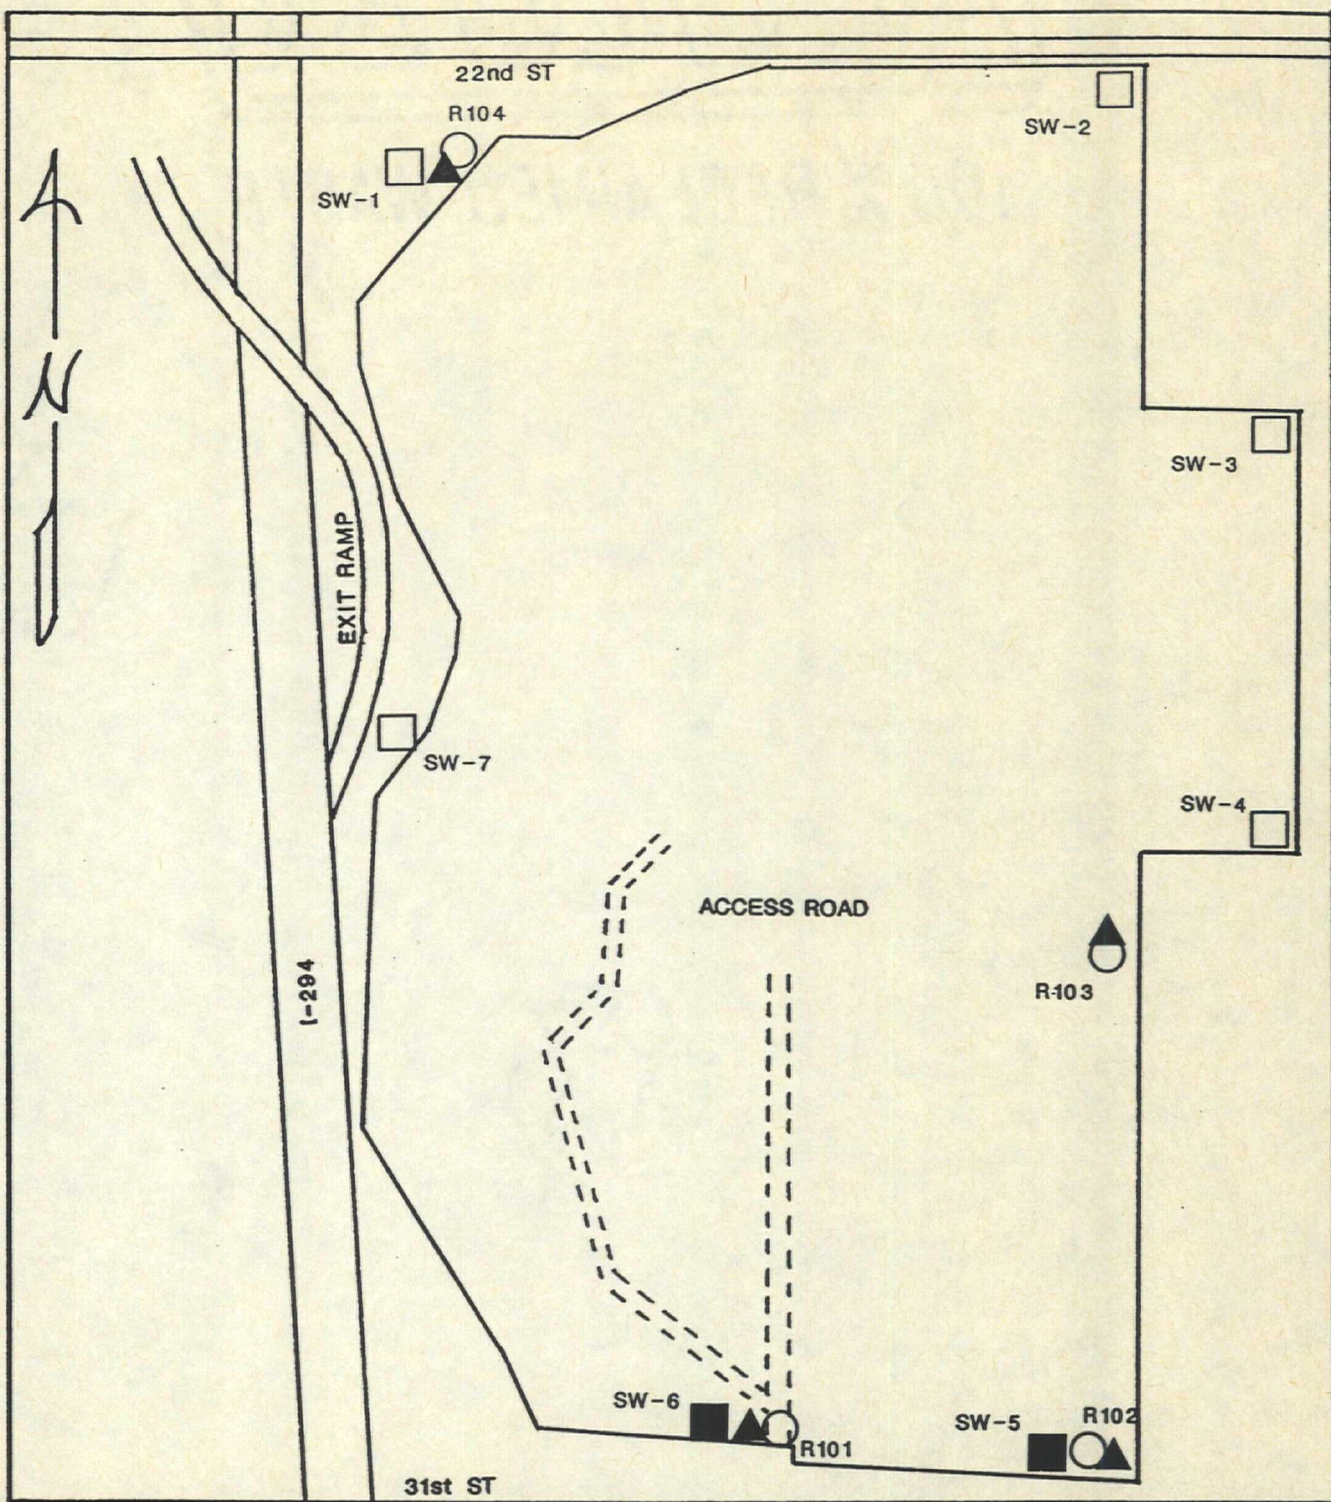 22nd ST
R104
SW-2
SW-1
N
SW-3
EXIT RAMP
SW-7
SW-4
ACCESS ROAD
R-103
I-294
SW-6
R101
SW-5
R102
31st ST